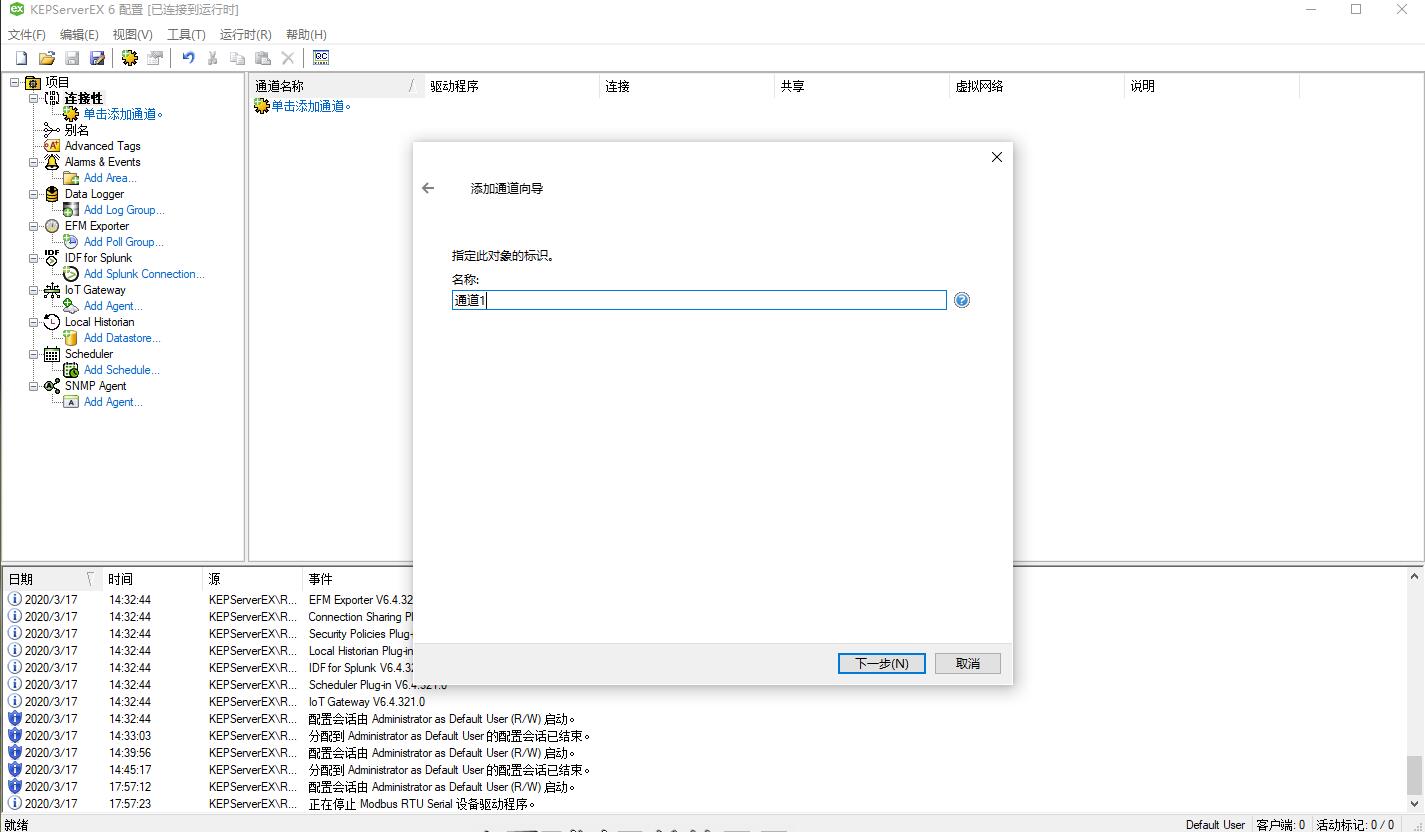 KEPServerEX 6 配置 [已连接到运行时]
文件(F) 编辑(E) 视图(V) 工具(T) 运行时(R) 帮助(H)
QC
项目
连接性
单击添加通道。
别名
Advanced Tags
Alarms & Events
Add Area...
Data Logger
Add Log Group...
EFM Exporter
Add Poll Group...
IDF for Splunk
Add Splunk Connection...
IoT Gateway
Add Agent...
Local Historian
Add Datastore...
Scheduler
Add Schedule...
SNMP Agent
Add Agent...
通道名称 驱动程序 连接 共享 虚拟网络 说明
单击添加通道。
添加通道向导
指定此对象的标识。
名称:
通道1
下一步(N) 取消
日期 时间 源 事件
2020/3/17 14:32:44 KEPServerEX\R... EFM Exporter V6.4.32
2020/3/17 14:32:44 KEPServerEX\R... Connection Sharing Pl
2020/3/17 14:32:44 KEPServerEX\R... Security Policies Plug-
2020/3/17 14:32:44 KEPServerEX\R... Local Historian Plug-in
2020/3/17 14:32:44 KEPServerEX\R... IDF for Splunk V6.4.32
2020/3/17 14:32:44 KEPServerEX\R... Scheduler Plug-in V6.4.321.0
2020/3/17 14:32:44 KEPServerEX\R... IoT Gateway V6.4.321.0
2020/3/17 14:32:44 KEPServerEX\R... 配置会话由 Administrator as Default User (R/W) 启动。
2020/3/17 14:33:03 KEPServerEX\R... 分配到 Administrator as Default User 的配置会话已结束。
2020/3/17 14:39:56 KEPServerEX\R... 配置会话由 Administrator as Default User (R/W) 启动。
2020/3/17 14:45:17 KEPServerEX\R... 分配到 Administrator as Default User 的配置会话已结束。
2020/3/17 17:57:12 KEPServerEX\R... 配置会话由 Administrator as Default User (R/W) 启动。
2020/3/17 17:57:23 KEPServerEX\R... 正在停止 Modbus RTU Serial 设备驱动程序。
就绪 Default User 客户端: 0 活动标记: 0 / 0